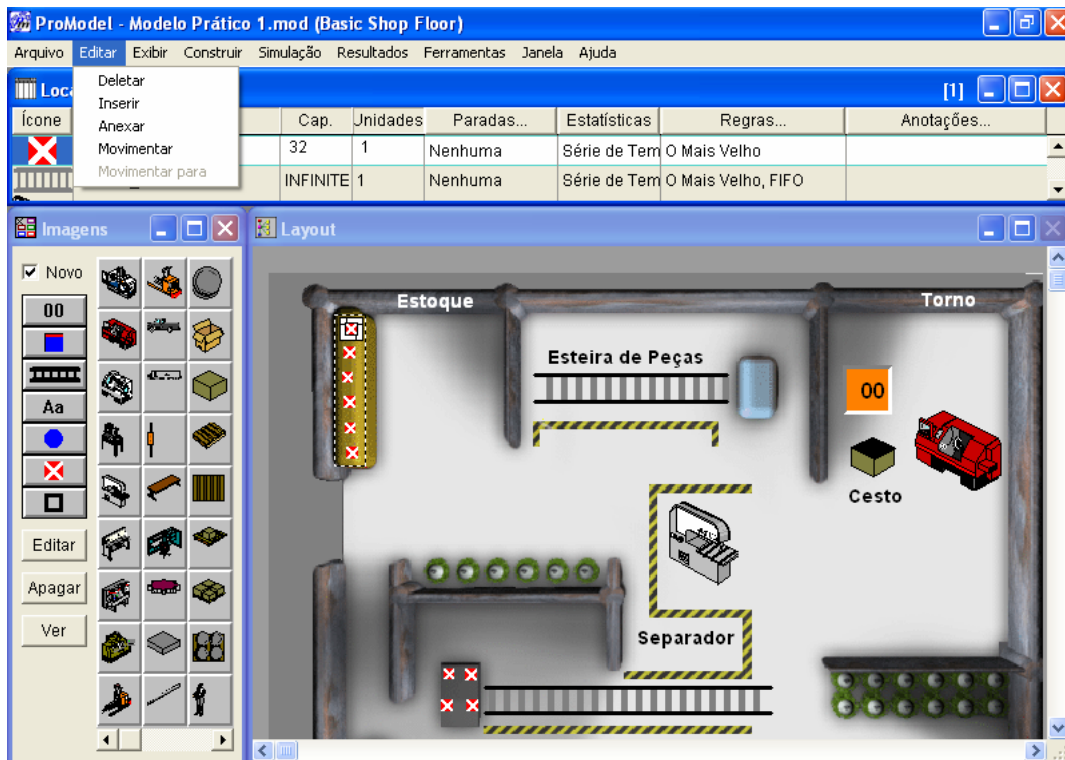 ProModel - Modelo Prático 1.mod (Basic Shop Floor)
Arquivo Editar Exibir Construir Simulação Resultados Ferramentas Janela Ajuda
Deletar
Inserir
Anexar
Movimentar
Movimentar para
[1]
Ícone Cap. Unidades Paradas... Estatísticas Regras... Anotações...
32 1 Nenhuma Série de Tem O Mais Velho
INFINITE 1 Nenhuma Série de Tem O Mais Velho, FIFO
Imagens
Novo
00
Aa
Editar
Apagar
Ver
Layout
Estoque
Torno
Esteira de Peças
00
Cesto
Separador